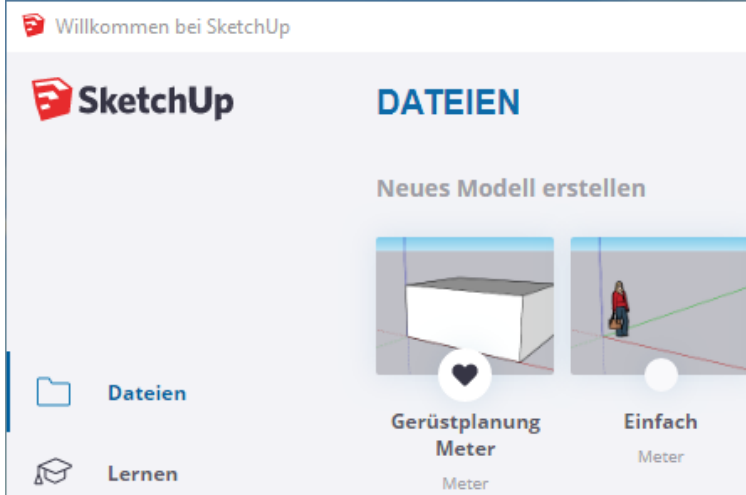 Willkommen bei SketchUp
SketchUp
DATEIEN
Neues Modell erstellen
Gerüstplanung
Meter
Meter
Einfach
Meter
Dateien
Lernen